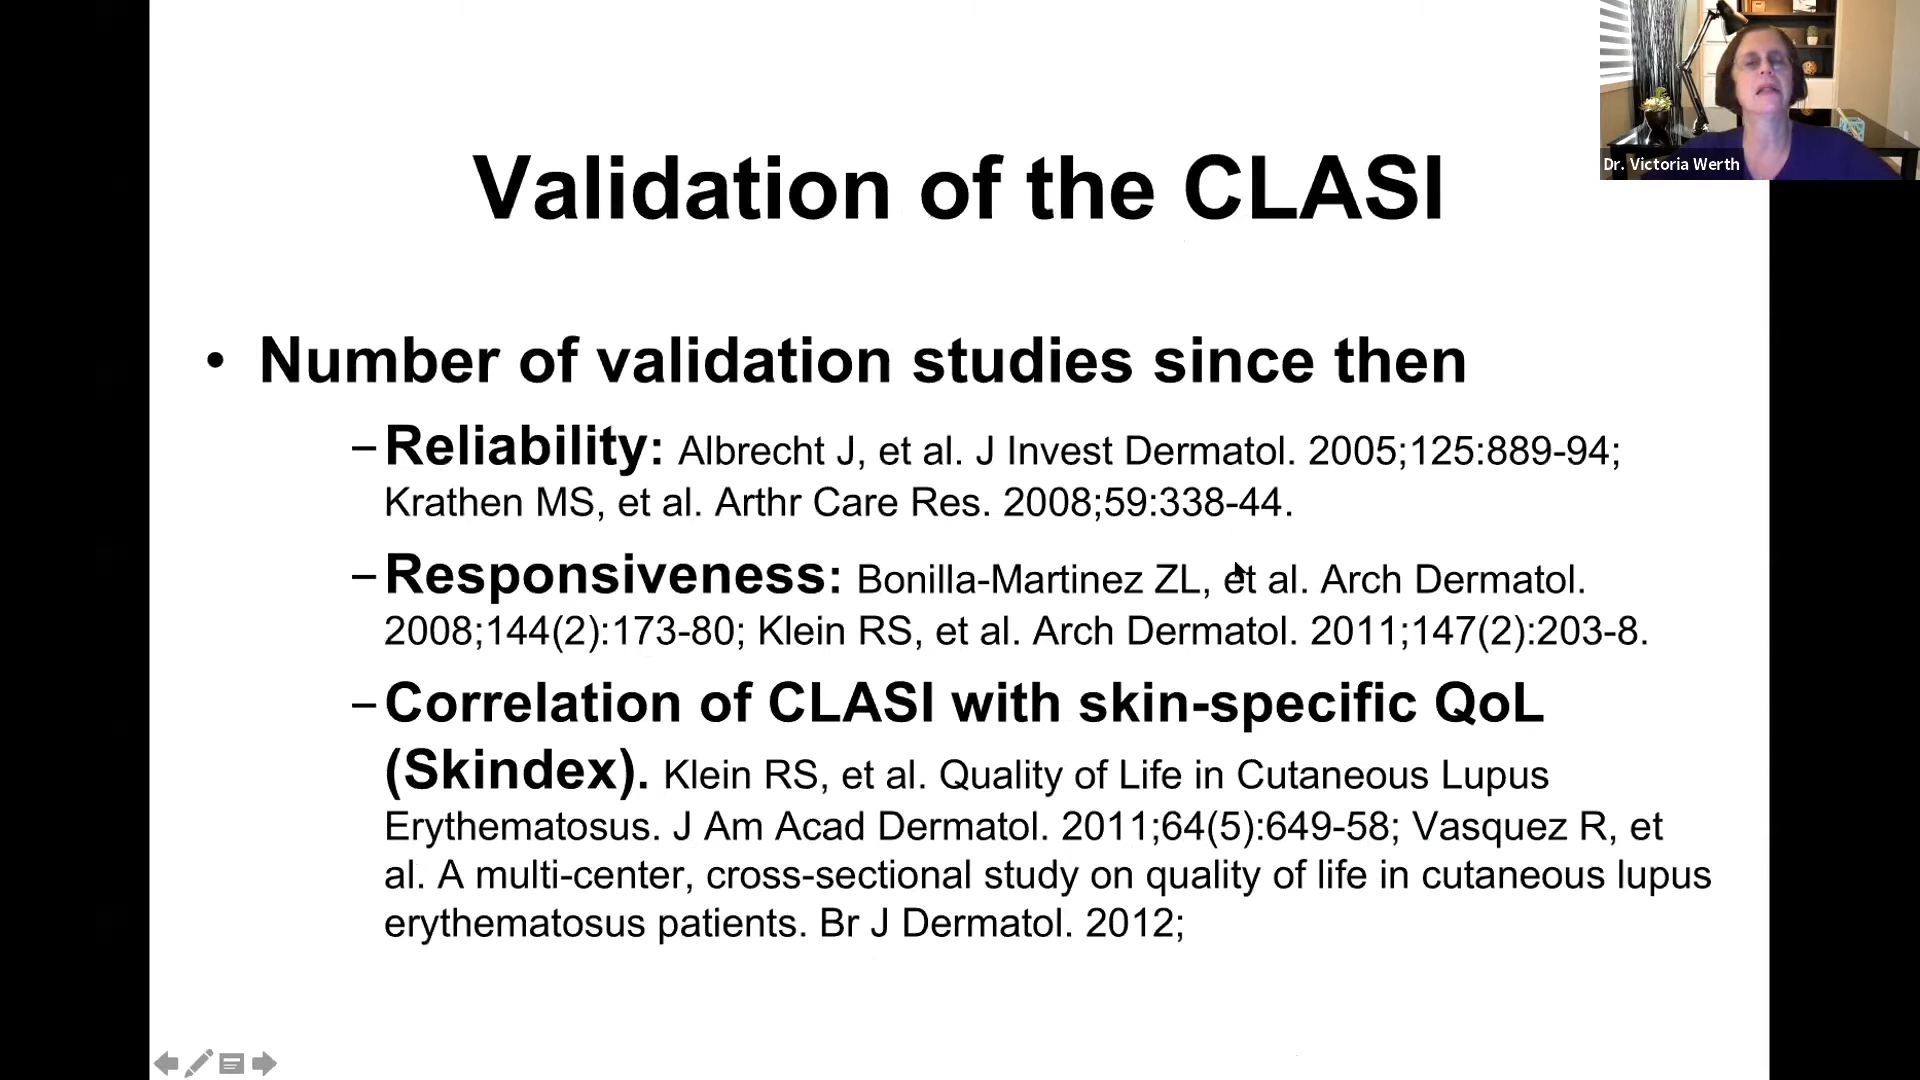 Validation of the CLASI
Dr. Victoria Werth
• Number of validation studies since then
–Reliability: Albrecht J, et al. J Invest Dermatol. 2005;125:889-94;
Krathen MS, et al. Arthr Care Res. 2008;59:338-44.
–Responsiveness: Bonilla-Martinez ZL, et al. Arch Dermatol.
2008;144(2):173-80; Klein RS, et al. Arch Dermatol. 2011;147(2):203-8.
–Correlation of CLASI with skin-specific QoL
(Skindex). Klein RS, et al. Quality of Life in Cutaneous Lupus
Erythematosus. J Am Acad Dermatol. 2011;64(5):649-58; Vasquez R, et
al. A multi-center, cross-sectional study on quality of life in cutaneous lupus
erythematosus patients. Br J Dermatol. 2012;